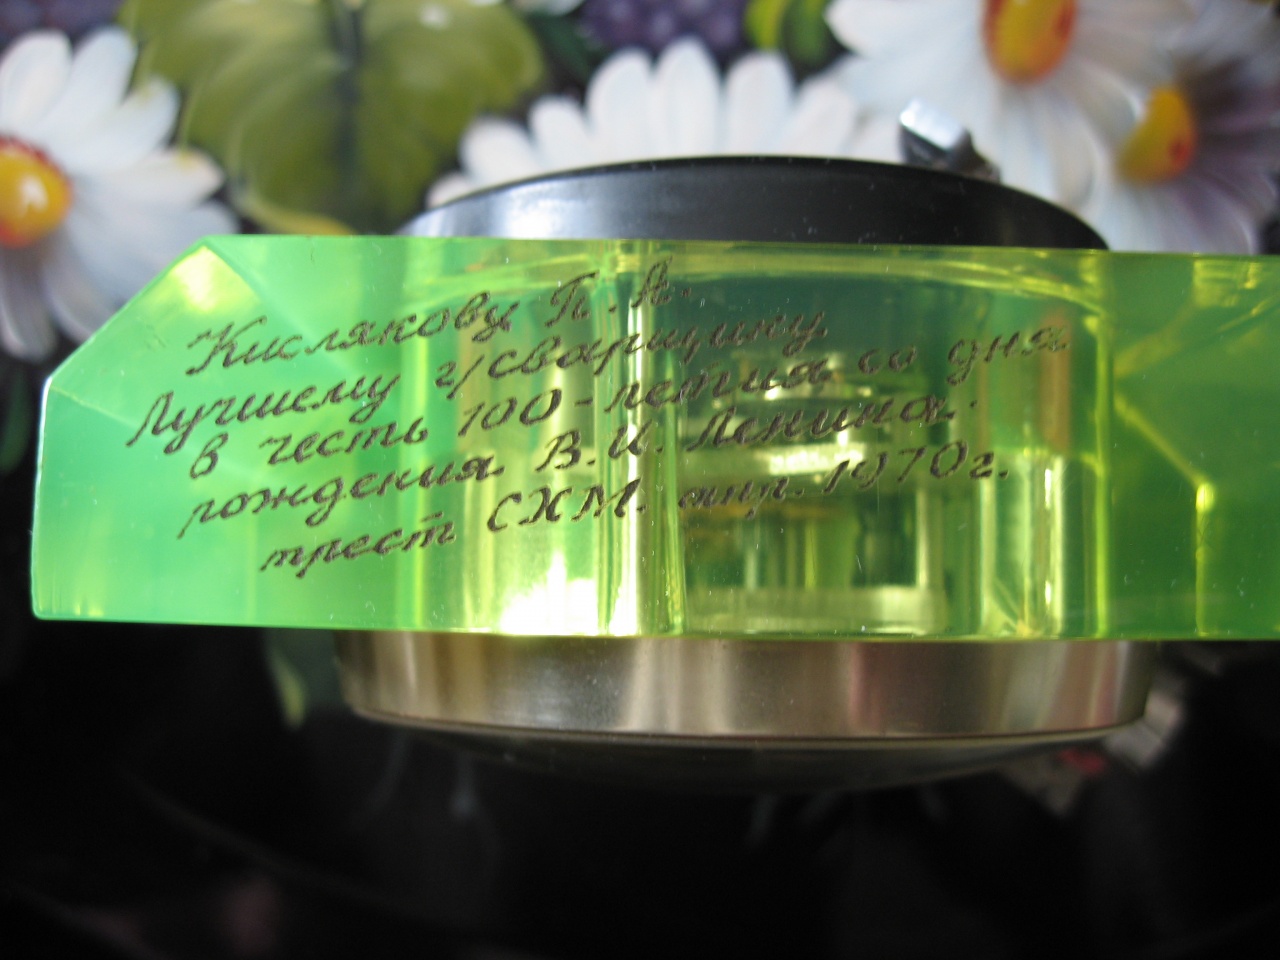 Кислякову П. А.
Лучшему г/сварщику
в честь 100-летия со дня
рождения В. И. Ленина.
трест СХМ. апр. 1970г.